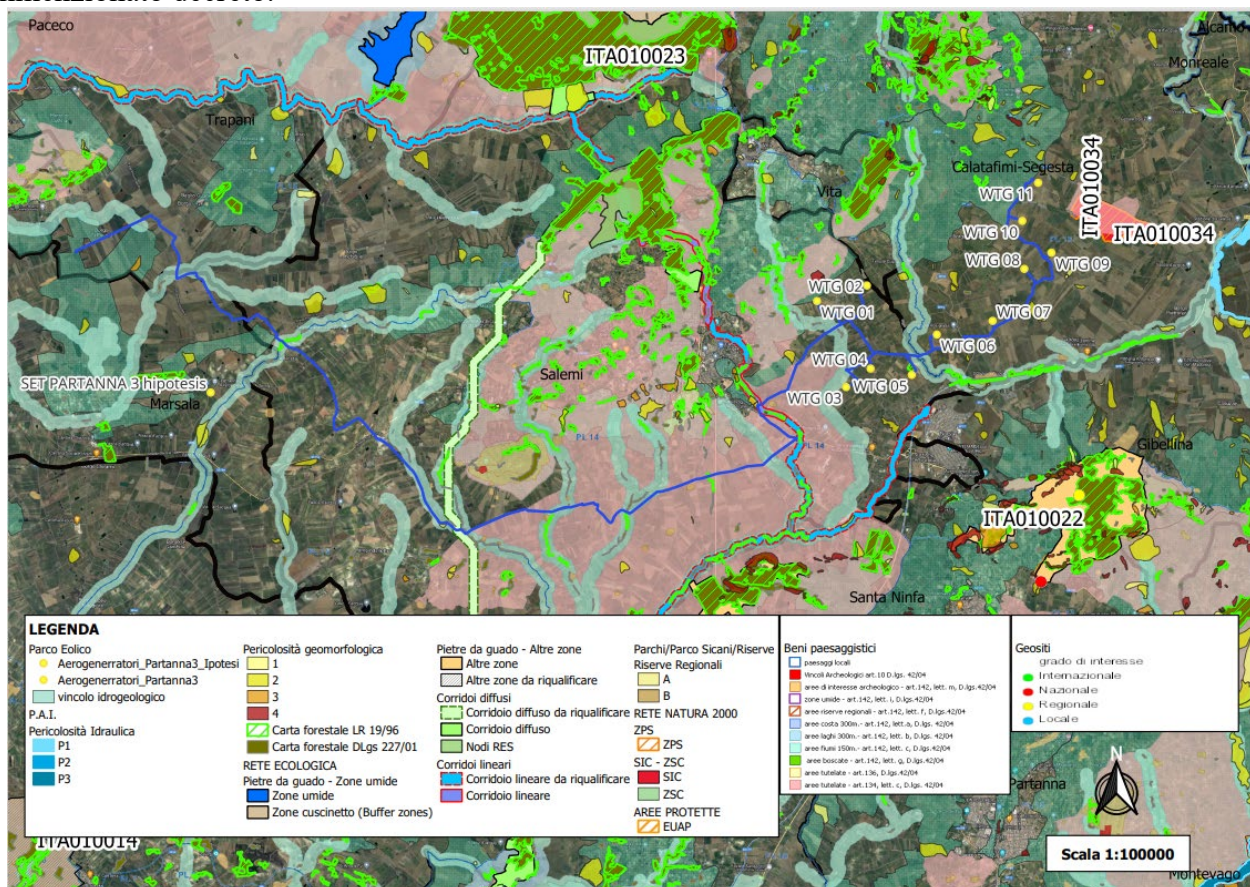 Paceco
Alcamo
Monreale
ITA010023
Trapani
Calatafimi-Segesta
Vita
WTG 11
ITA010034
WTG 10
ITA010034
WTG 08
WTG 09
WTG 02
WTG 01
WTG 07
WTG 06
WTG 04
SET PARTANNA 3 hipotesis
Salemi
WTG 05
WTG 03
Marsala
PL 14
PL 14
Gibellina
ITA010022
Santa Ninfa
LEGENDA
Parco Eolico
Aerogenerratori_Partanna3_Ipotesi
Aerogenerratori_Partanna3
vincolo idrogeologico
P.A.I.
Pericolosità Idraulica
P1
P2
P3
Pericolosità geomorfologica
1
2
3
4
Carta forestale LR 19/96
Carta forestale DLgs 227/01
RETE ECOLOGICA
Pietre da guado - Zone umide
Zone umide
Zone cuscinetto (Buffer zones)
Pietre da guado - Altre zone
Altre zone
Altre zone da riqualificare
Corridoi diffusi
Corridoio diffuso da riqualificare
Corridoio diffuso
Nodi RES
Corridoi lineari
Corridoio lineare da riqualificare
Corridoio lineare
Parchi/Parco Sicani/Riserve
Riserve Regionali
A
B
RETE NATURA 2000
ZPS
ZPS
SIC - ZSC
SIC
ZSC
AREE PROTETTE
EUAP
Beni paesaggistici
paesaggi locali
Vincoli Archeologici art.10 D.lgs. 42/04
aree di interesse archeologico - art.142, lett. m, D.lgs.42/04
zone umide - art.142, lett. i, D.lgs.42/04
aree riserve regionali - art.142, lett. f, D.lgs.42/04
aree costa 300m.- art.142, lett.a, D.lgs.42/04
aree laghi 300m.- art.142, lett. b, D.lgs. 42/04
aree fiumi 150m.- art.142, lett. c, D.lgs.42/04
aree boscate - art.142, lett. g, D.lgs.42/04
aree tutelate - art.136, D.lgs.42/04
aree tutelate - art.134, lett. c, D.lgs. 42/04
Geositi
grado di interesse
Internazionale
Nazionale
Regionale
Locale
N
Partanna
Scala 1:100000
ITA010014
Montevago